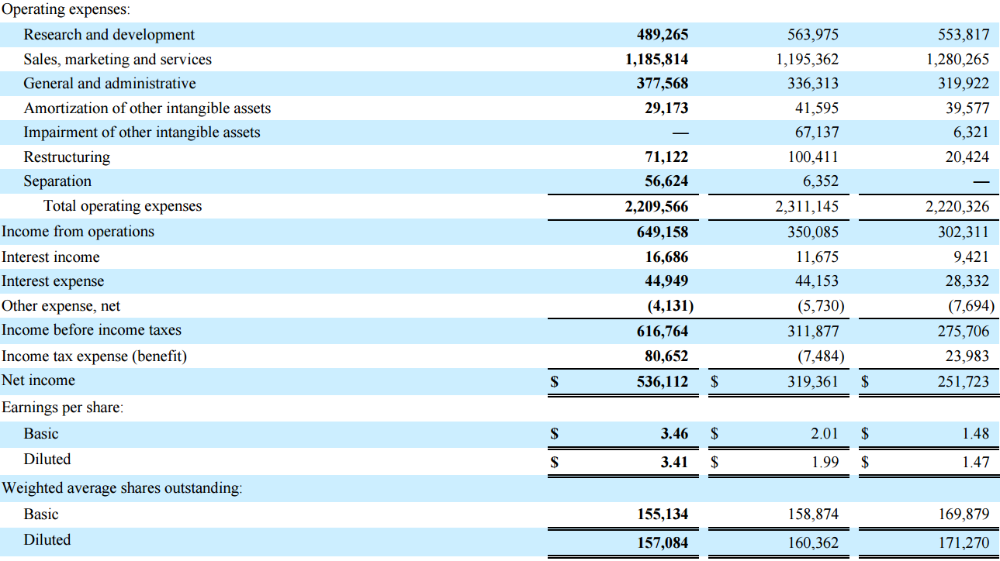 Operating expenses:
Research and development 489,265 563,975 553,817
Sales, marketing and services 1,185,814 1,195,362 1,280,265
General and administrative 377,568 336,313 319,922
Amortization of other intangible assets 29,173 41,595 39,577
Impairment of other intangible assets — 67,137 6,321
Restructuring 71,122 100,411 20,424
Separation 56,624 6,352 —
Total operating expenses 2,209,566 2,311,145 2,220,326
Income from operations 649,158 350,085 302,311
Interest income 16,686 11,675 9,421
Interest expense 44,949 44,153 28,332
Other expense, net (4,131) (5,730) (7,694)
Income before income taxes 616,764 311,877 275,706
Income tax expense (benefit) 80,652 (7,484) 23,983
Net income $ 536,112 $ 319,361 $ 251,723
Earnings per share:
Basic $ 3.46 $ 2.01 $ 1.48
Diluted $ 3.41 $ 1.99 $ 1.47
Weighted average shares outstanding:
Basic 155,134 158,874 169,879
Diluted 157,084 160,362 171,270